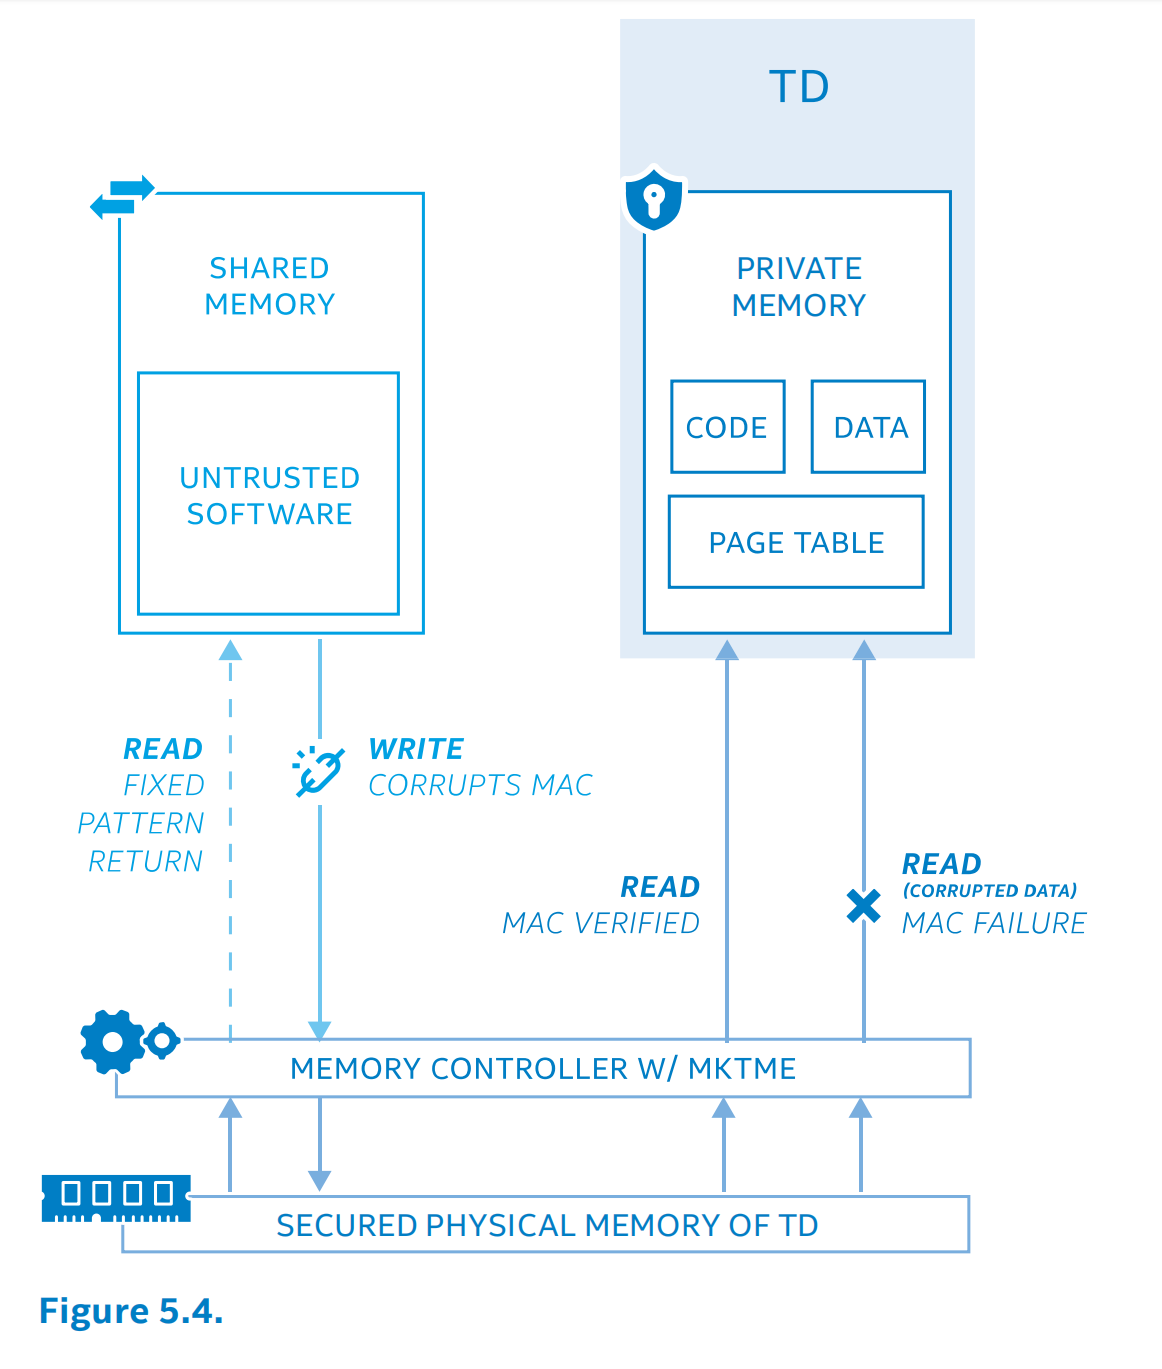 TD
SHARED
MEMORY
UNTRUSTED
SOFTWARE
PRIVATE
MEMORY
CODE
DATA
PAGE TABLE
READ
FIXED
PATTERN
RETURN
WRITE
CORRUPTS MAC
READ
MAC VERIFIED
READ
(CORRUPTED DATA)
MAC FAILURE
MEMORY CONTROLLER W/ MKTME
SECURED PHYSICAL MEMORY OF TD
Figure 5.4.